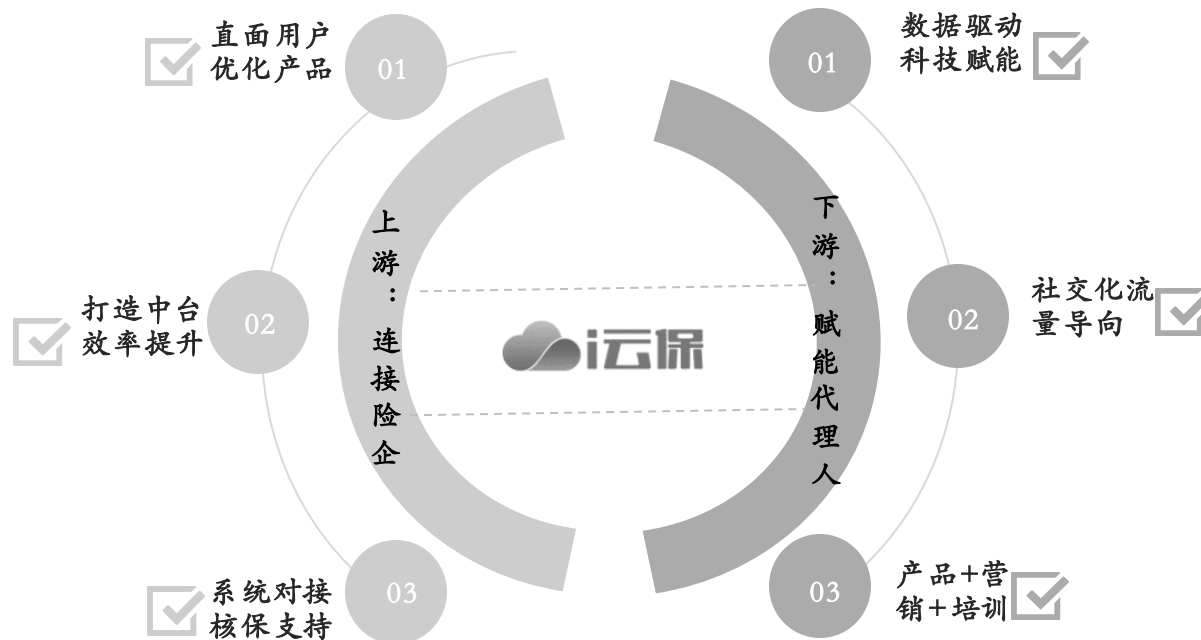 直面用户
优化产品
01
打造中台
效率提升
02
系统对接
核保支持
03
上游：连接险企
i云保
下游：赋能代理人
01
数据驱动
科技赋能
02
社交化流
量导向
03
产品+营
销+培训